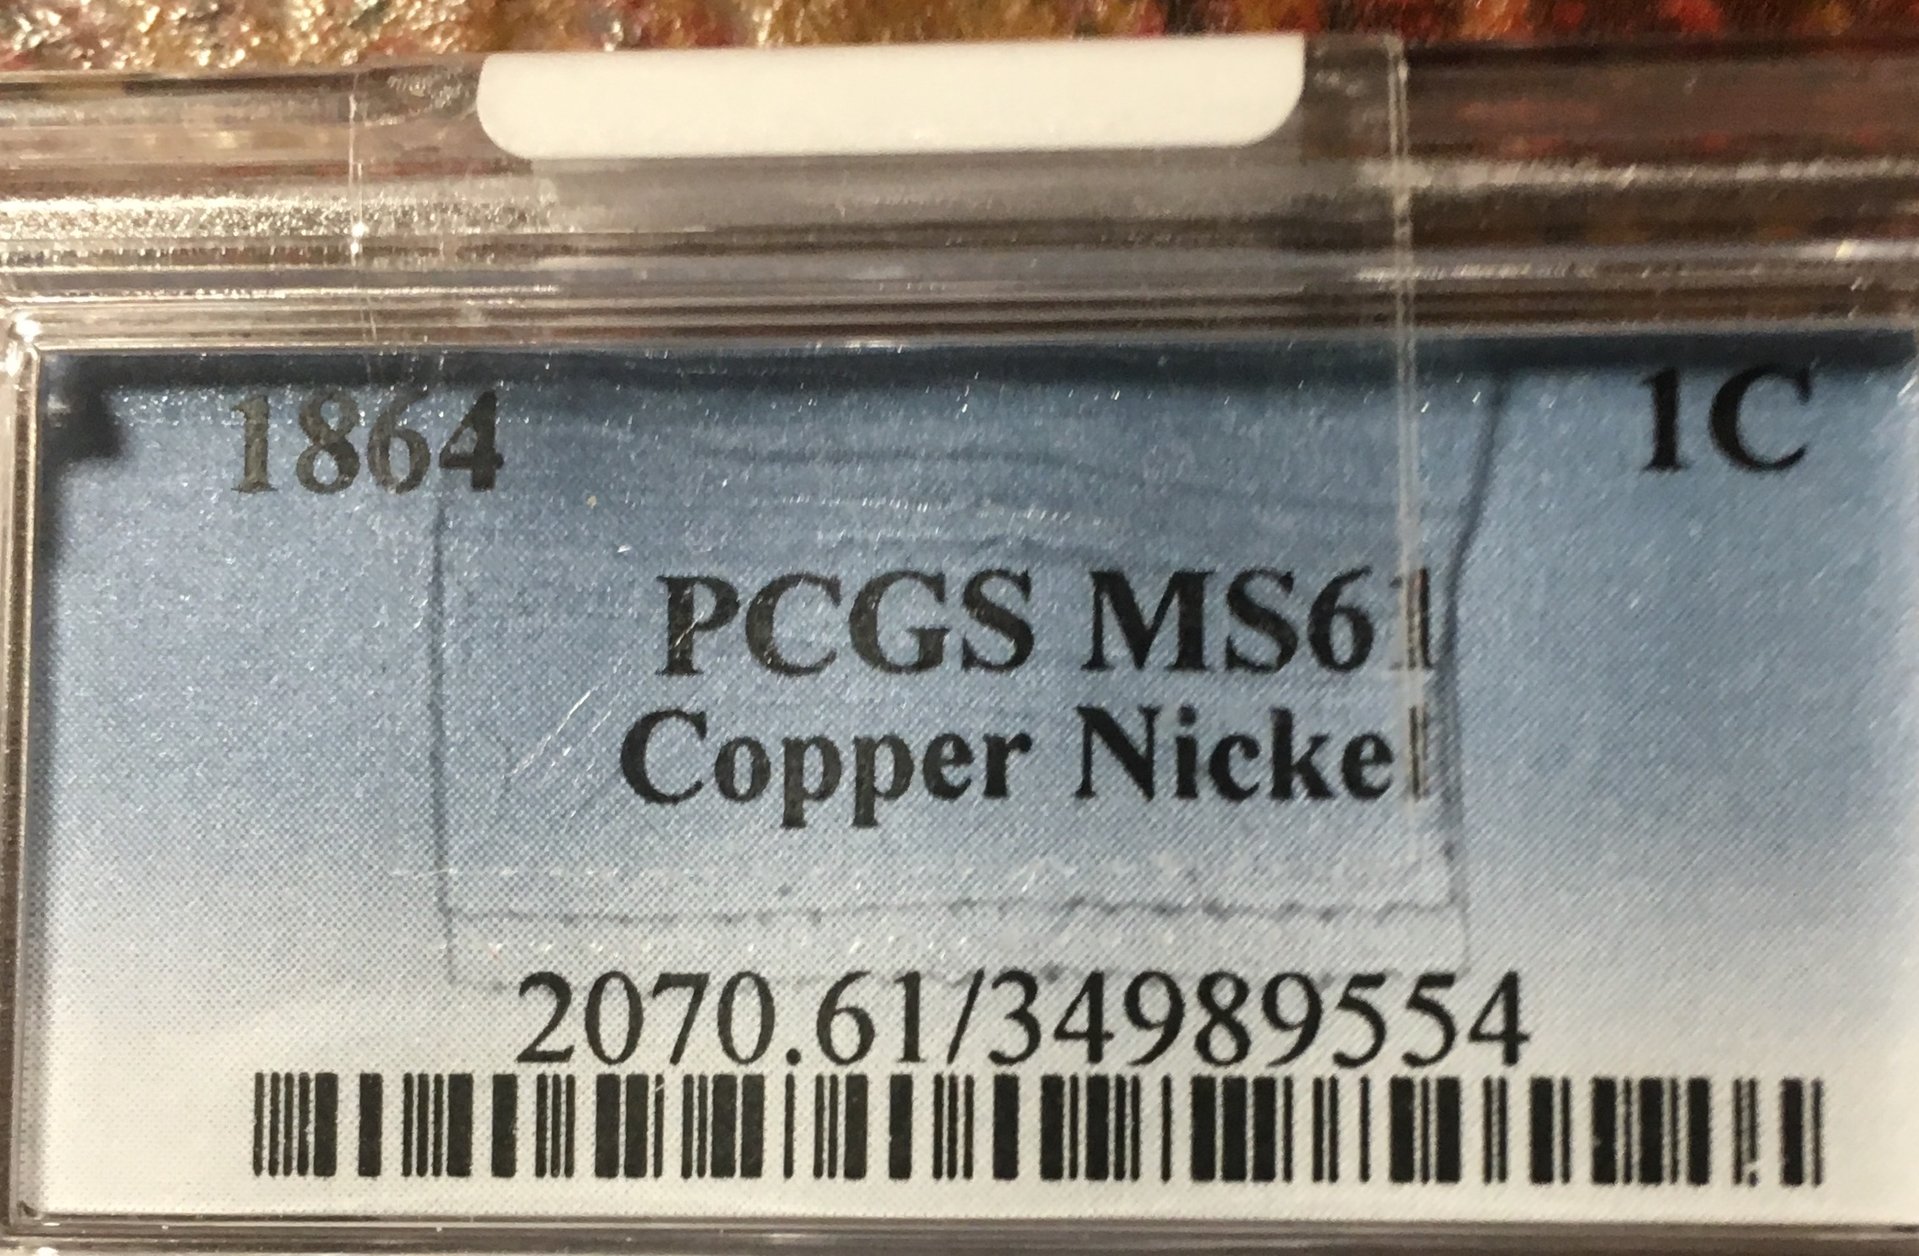 1864 1C
PCGS MS61
Copper Nickel
2070.61/34989554